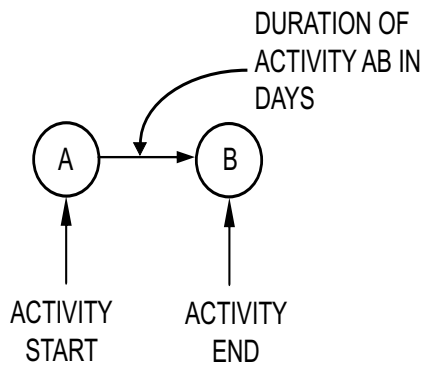 DURATION OF
ACTIVITY AB IN
DAYS
A
B
ACTIVITY
START
ACTIVITY
END